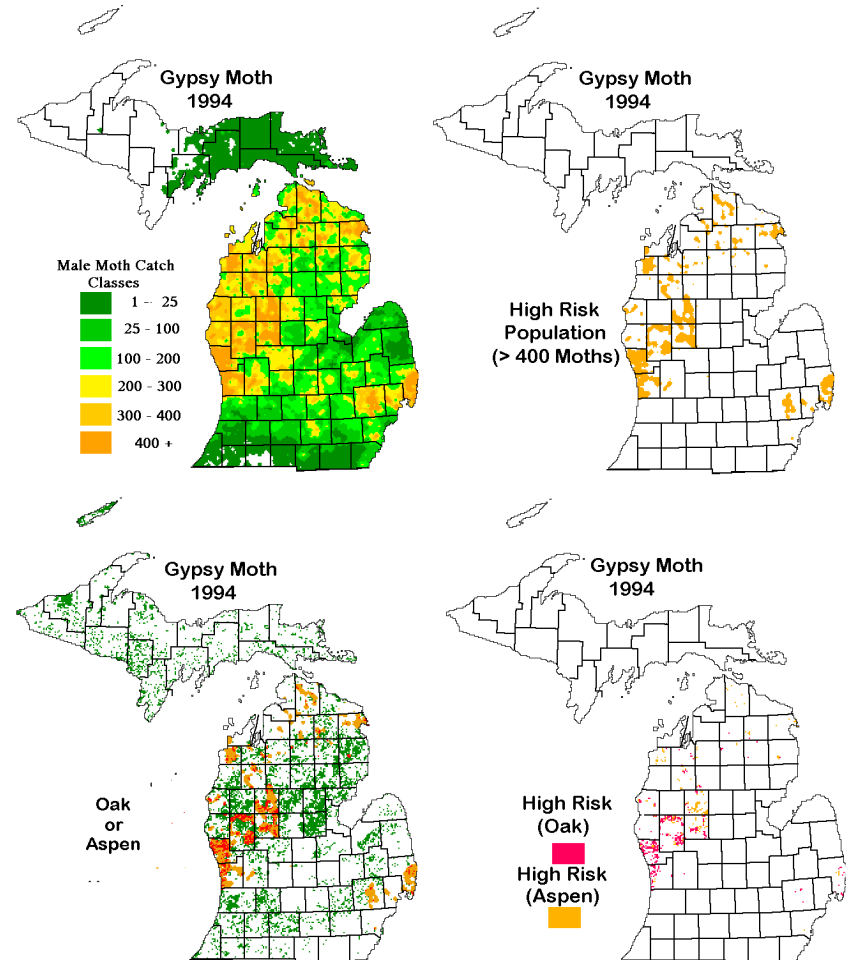 Gypsy Moth
1994
Male Moth Catch
Classes
1 - 25
25 - 100
100 - 200
200 - 300
300 - 400
400 +
Gypsy Moth
1994
High Risk
Population
(> 400 Moths)
Gypsy Moth
1994
Oak
or
Aspen
Gypsy Moth
1994
High Risk
(Oak)
High Risk
(Aspen)